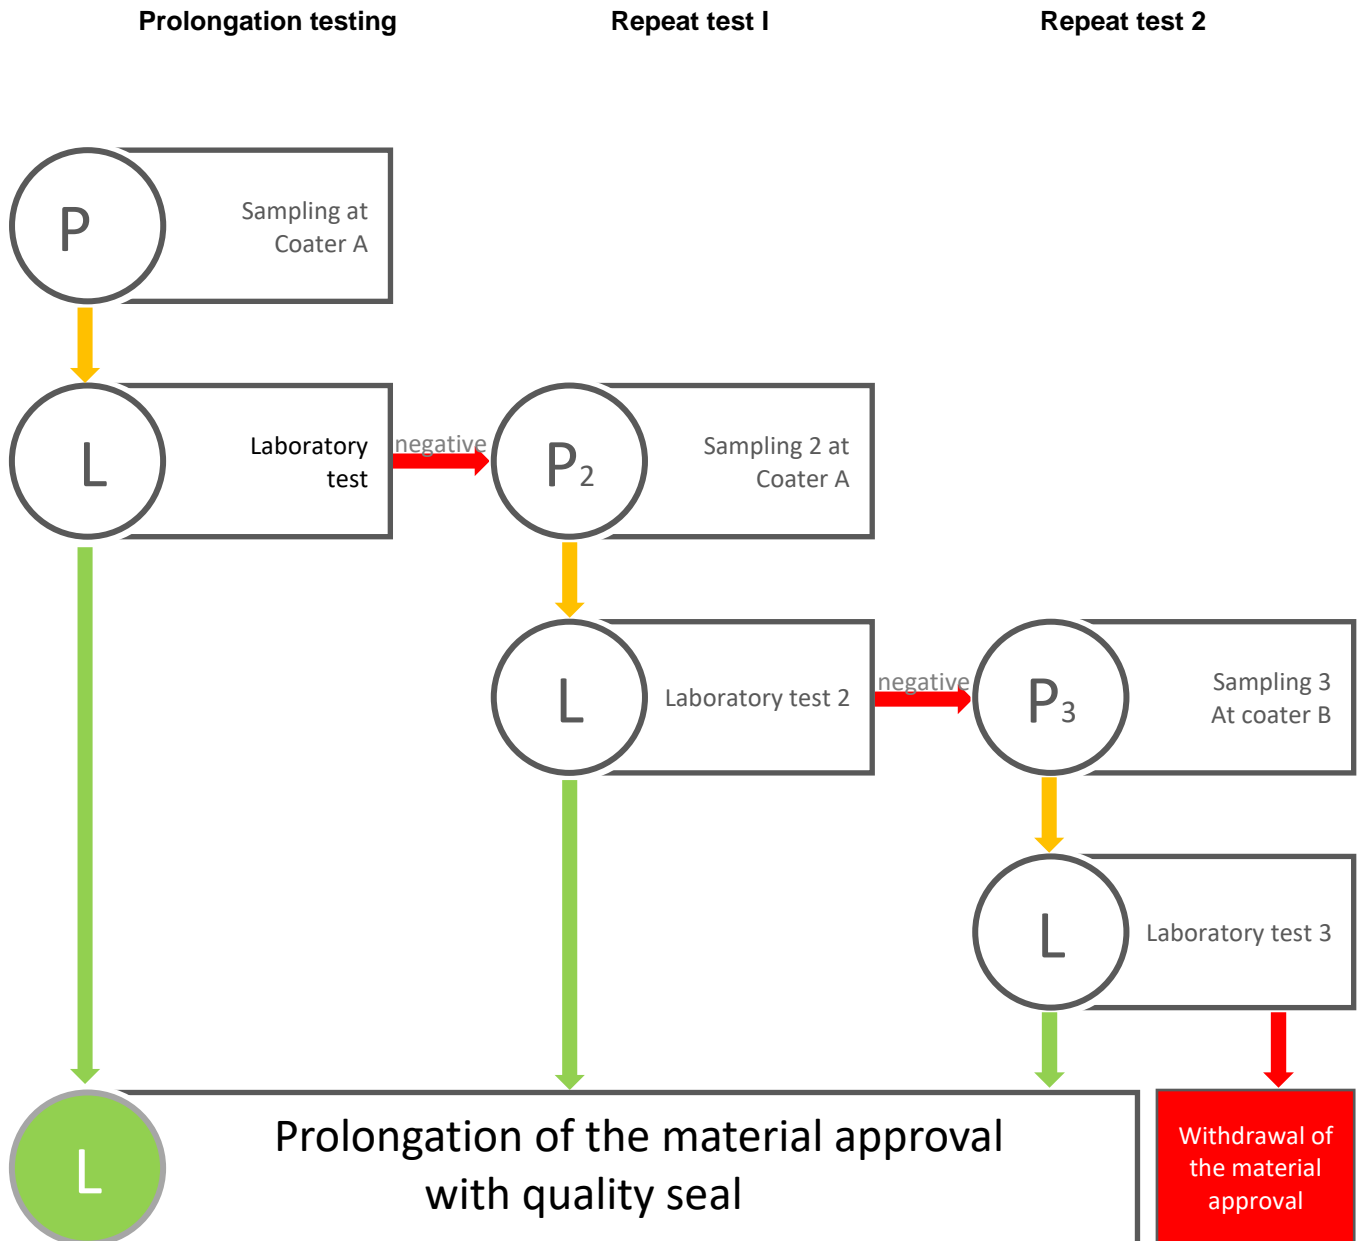 Prolongation testing
Repeat test I
Repeat test 2
P
Sampling at
Coater A
L
Laboratory
test
negative
P2
Sampling 2 at
Coater A
L
Laboratory test 2
negative
P3
Sampling 3
At coater B
L
Laboratory test 3
L
Prolongation of the material approval
with quality seal
Withdrawal of
the material
approval